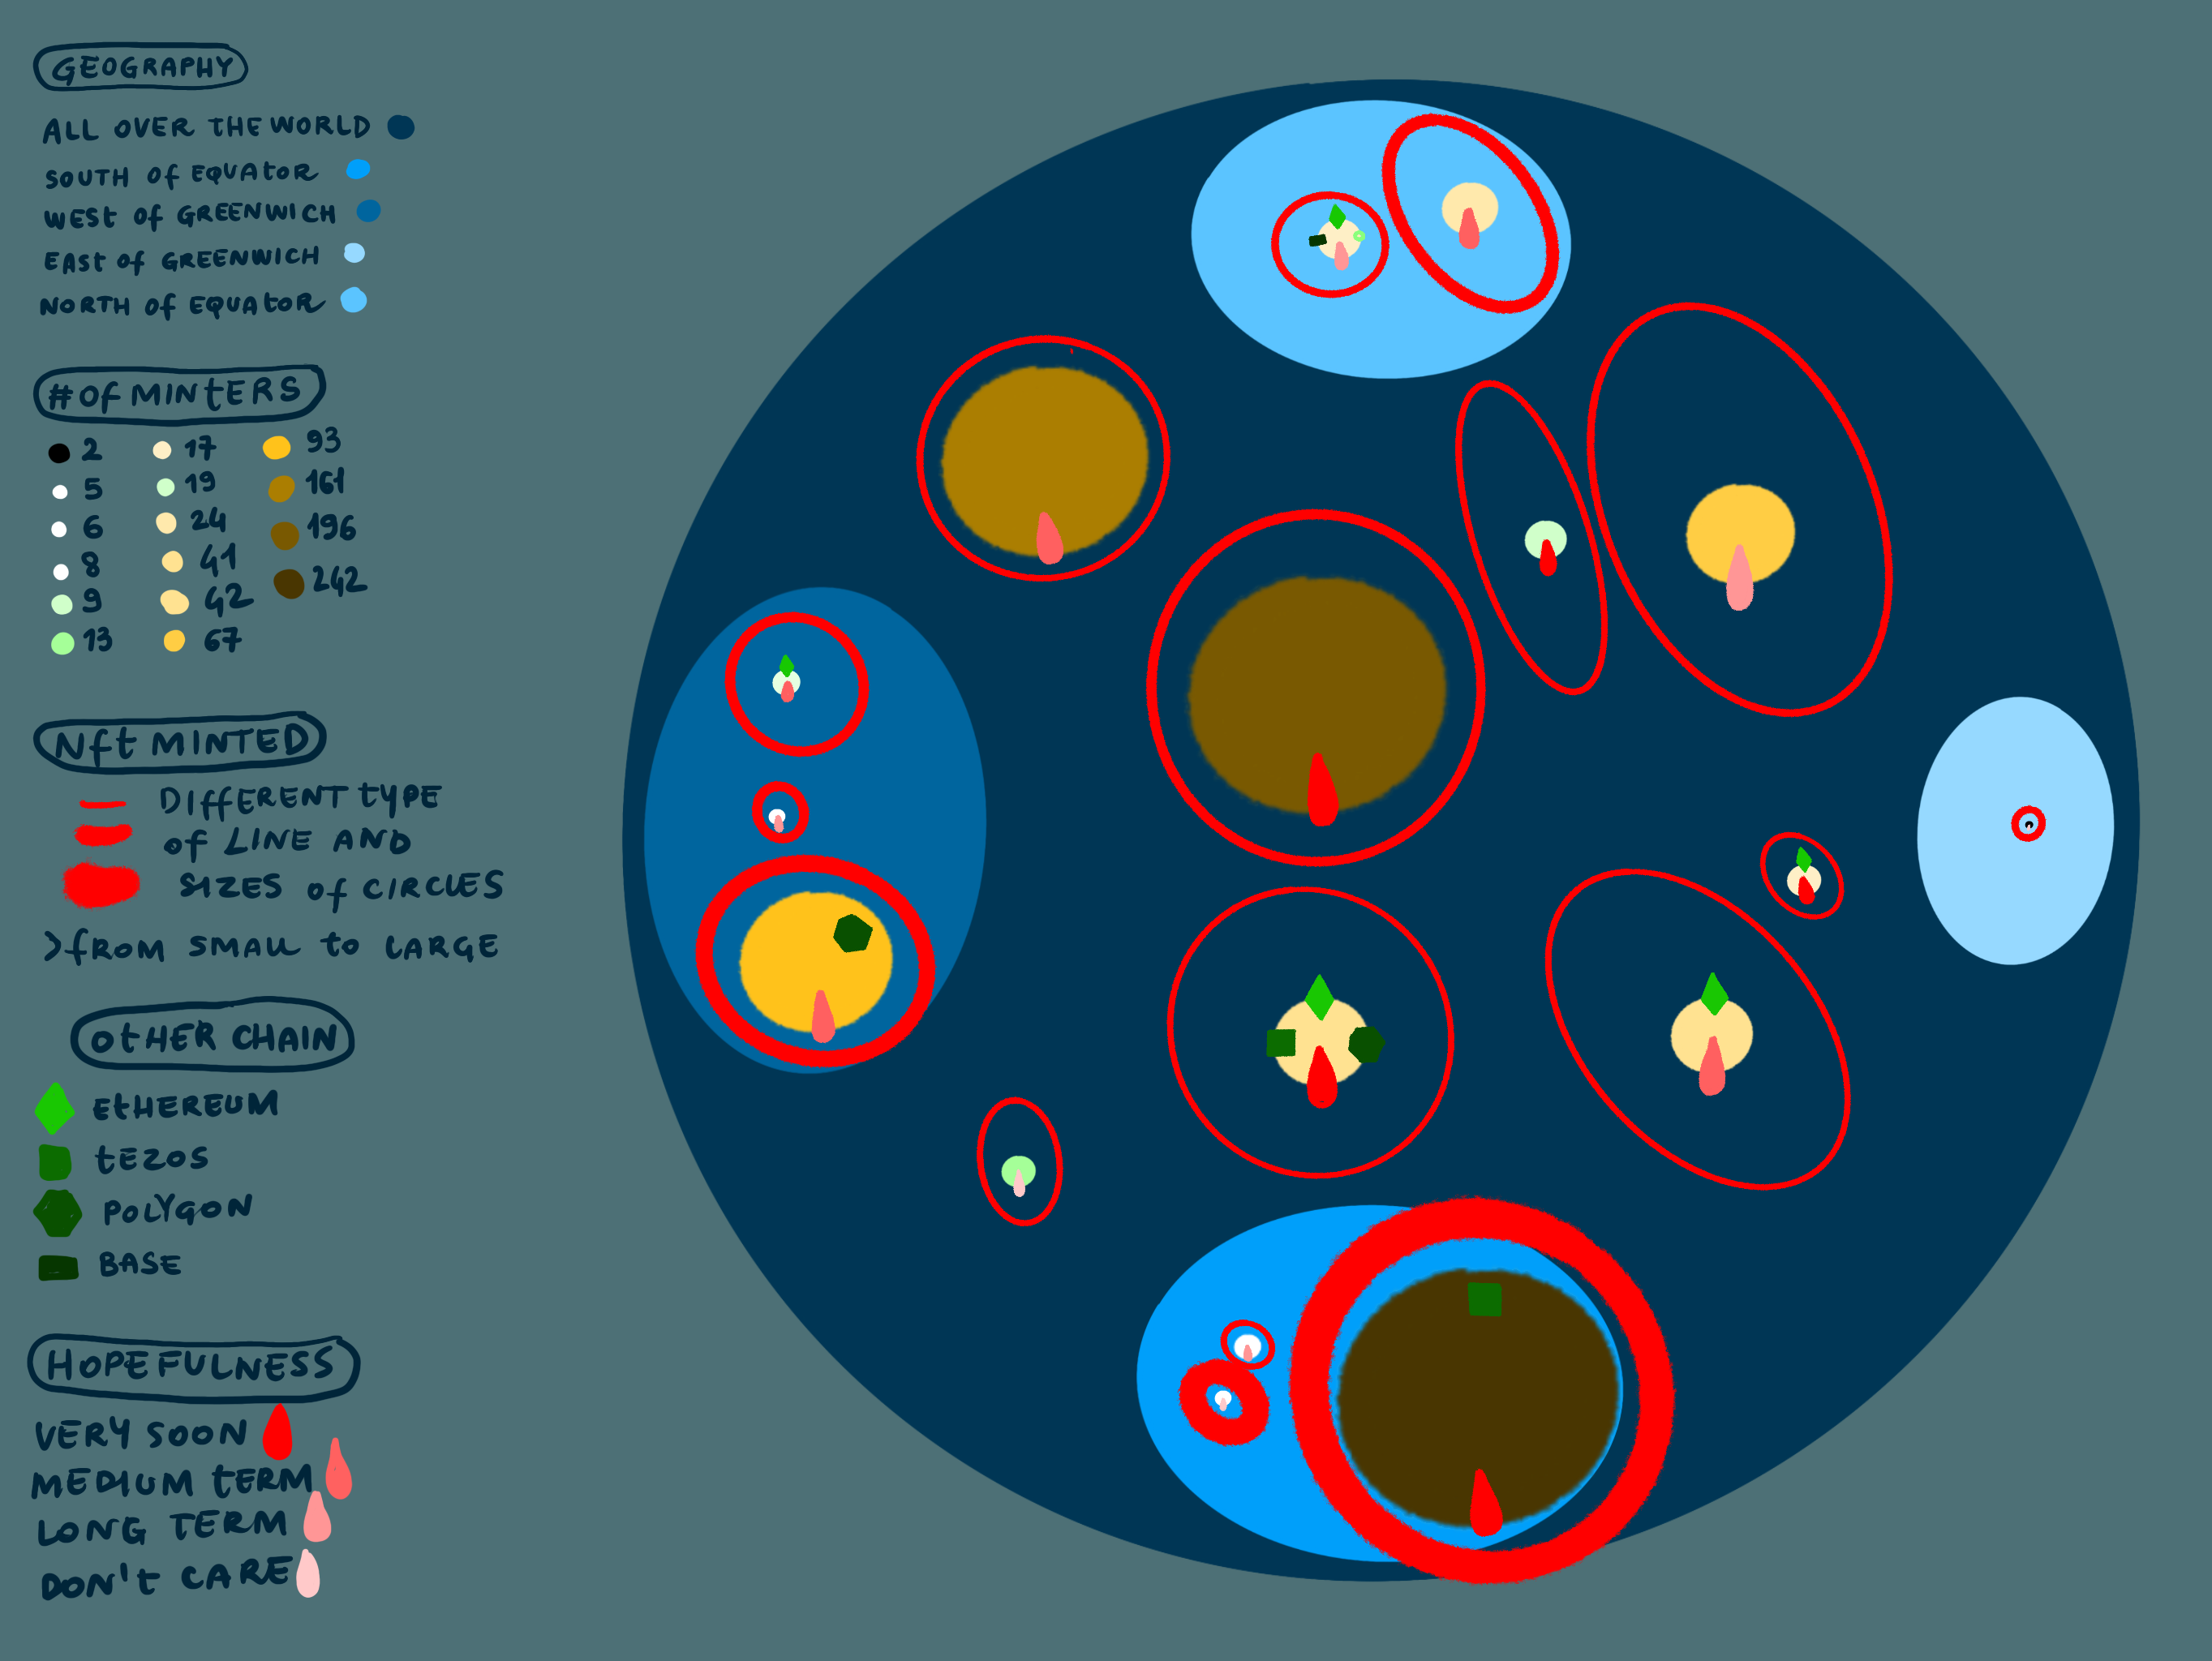 GEOGRAPHY
ALL OVER THE WORLD
SOUTH Of EQUATOR
WEST Of GREENWICH
EAST Of GREENWICH
NORTH Of EQUATOR
# Of MINTERS
2 17 93
5 19 161
6 24 196
8 41 242
9 42
13 67
Nft MINTED
DIffERENT tYPE
of LINE AND
SIZES of CIRCLES
>fROM SMALL to LARGE
OtHER CHAIN
EtHEREUM
tEZOS
POLYgON
BASE
HOPEFULNESS
VERY SOON
MEDIUM tERM
LONG TERM
DON't CARE